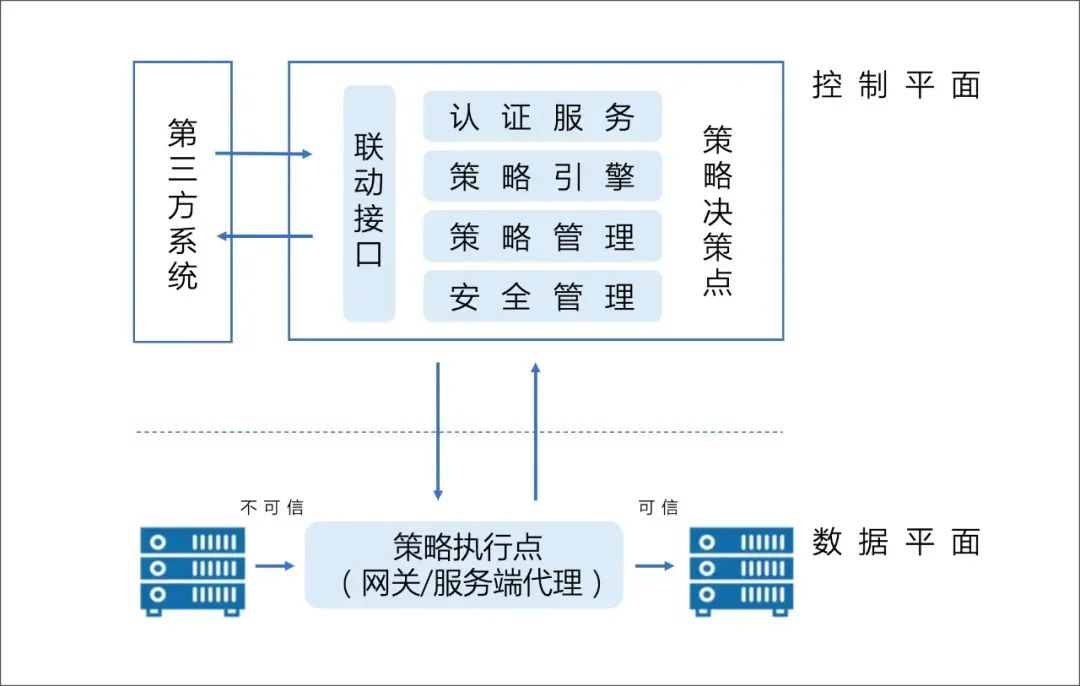 控制平面
第三方系统
联动接口
认证服务
策略引擎
策略管理
安全管理
策略决策点
不可信
可信
策略执行点
（网关/服务端代理）
数据平面